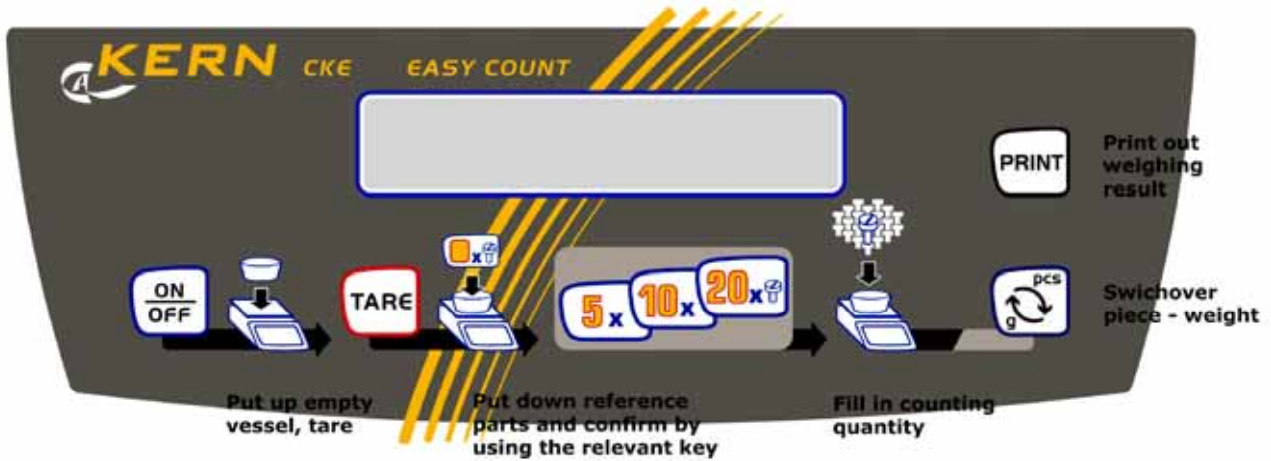 KERN CKE EASY COUNT
PRINT
Print out
weighing
result
ON
OFF
TARE
x
5x
10x
20x
pcs
g
Swichover
piece - weight
Put up empty
vessel, tare
Put down reference
parts and confirm by
using the relevant key
Fill in counting
quantity